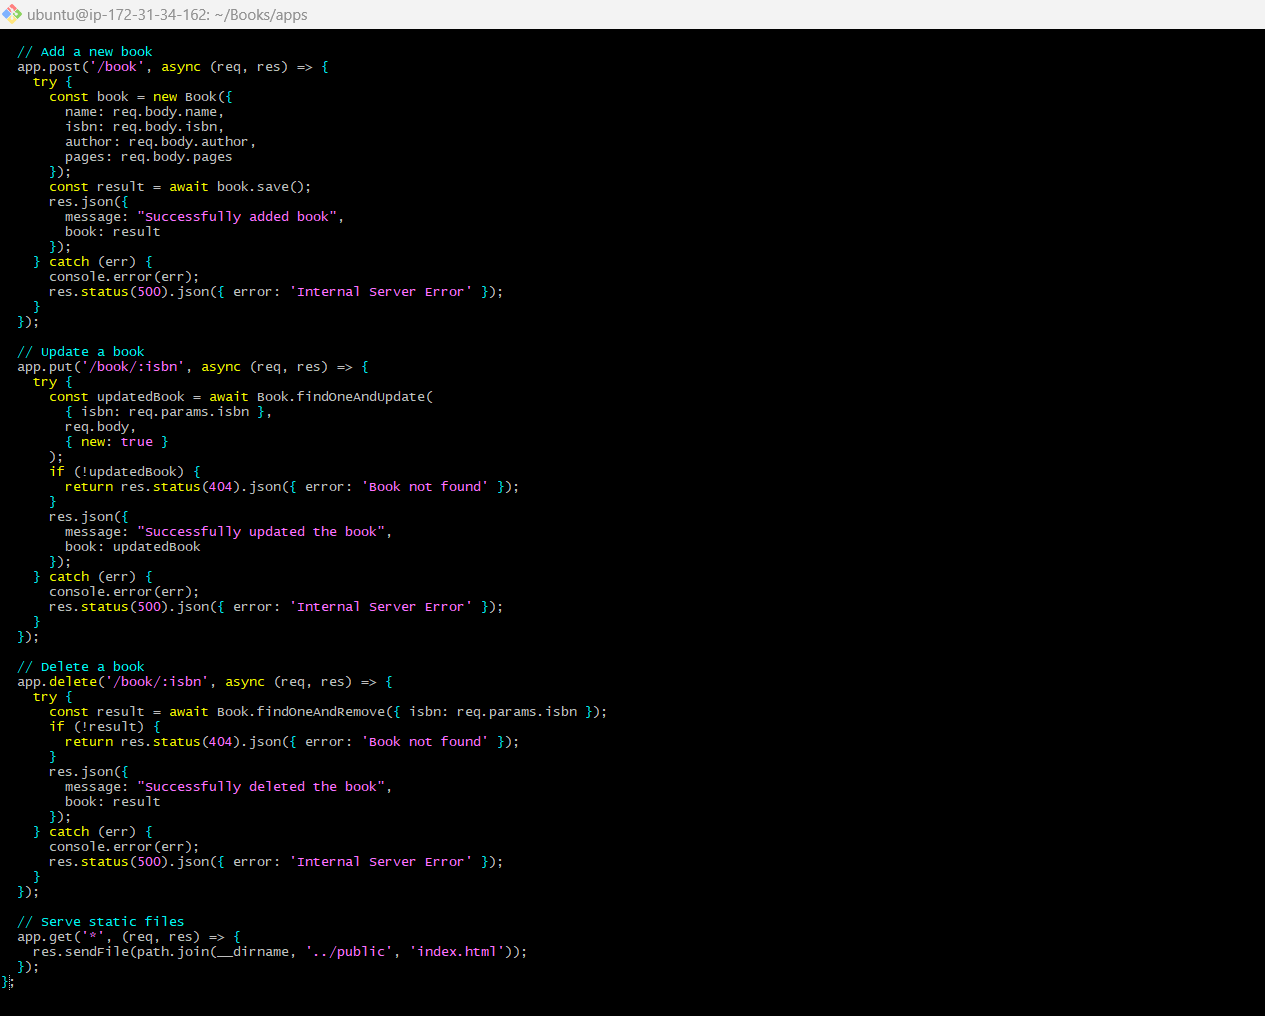 ubuntu@ip-172-31-34-162: ~/Books/apps
// Add a new book
app.post('/book', async (req, res) => {
try {
const book = new Book({
name: req.body.name,
isbn: req.body.isbn,
author: req.body.author,
pages: req.body.pages
});
const result = await book.save();
res.json({
message: "Successfully added book",
book: result
});
} catch (err) {
console.error(err);
res.status(500).json({ error: 'Internal Server Error' });
}
});
// Update a book
app.put('/book/:isbn', async (req, res) => {
try {
const updatedBook = await Book.findOneAndUpdate(
{ isbn: req.params.isbn },
req.body,
{ new: true }
);
if (!updatedBook) {
return res.status(404).json({ error: 'Book not found' });
}
res.json({
message: "Successfully updated the book",
book: updatedBook
});
} catch (err) {
console.error(err);
res.status(500).json({ error: 'Internal Server Error' });
}
});
// Delete a book
app.delete('/book/:isbn', async (req, res) => {
try {
const result = await Book.findOneAndRemove({ isbn: req.params.isbn });
if (!result) {
return res.status(404).json({ error: 'Book not found' });
}
res.json({
message: "Successfully deleted the book",
book: result
});
} catch (err) {
console.error(err);
res.status(500).json({ error: 'Internal Server Error' });
}
});
// Serve static files
app.get('*', (req, res) => {
res.sendFile(path.join(__dirname, '../public', 'index.html'));
});
};